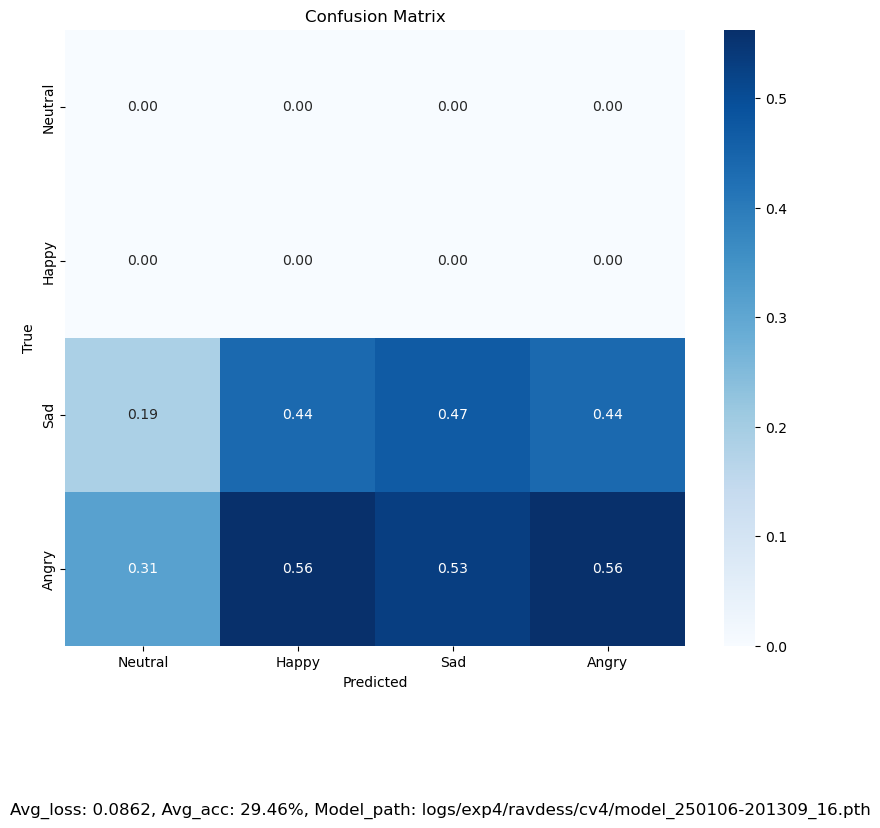 Confusion Matrix
Neutral
0.00 0.00 0.00 0.00
Happy
0.00 0.00 0.00 0.00
True
Sad
0.19 0.44 0.47 0.44
Angry
0.31 0.56 0.53 0.56
Neutral Happy Sad Angry
Predicted
0.5
0.4
0.3
0.2
0.1
0.0
Avg_loss: 0.0862, Avg_acc: 29.46%, Model_path: logs/exp4/ravdess/cv4/model_250106-201309_16.pth